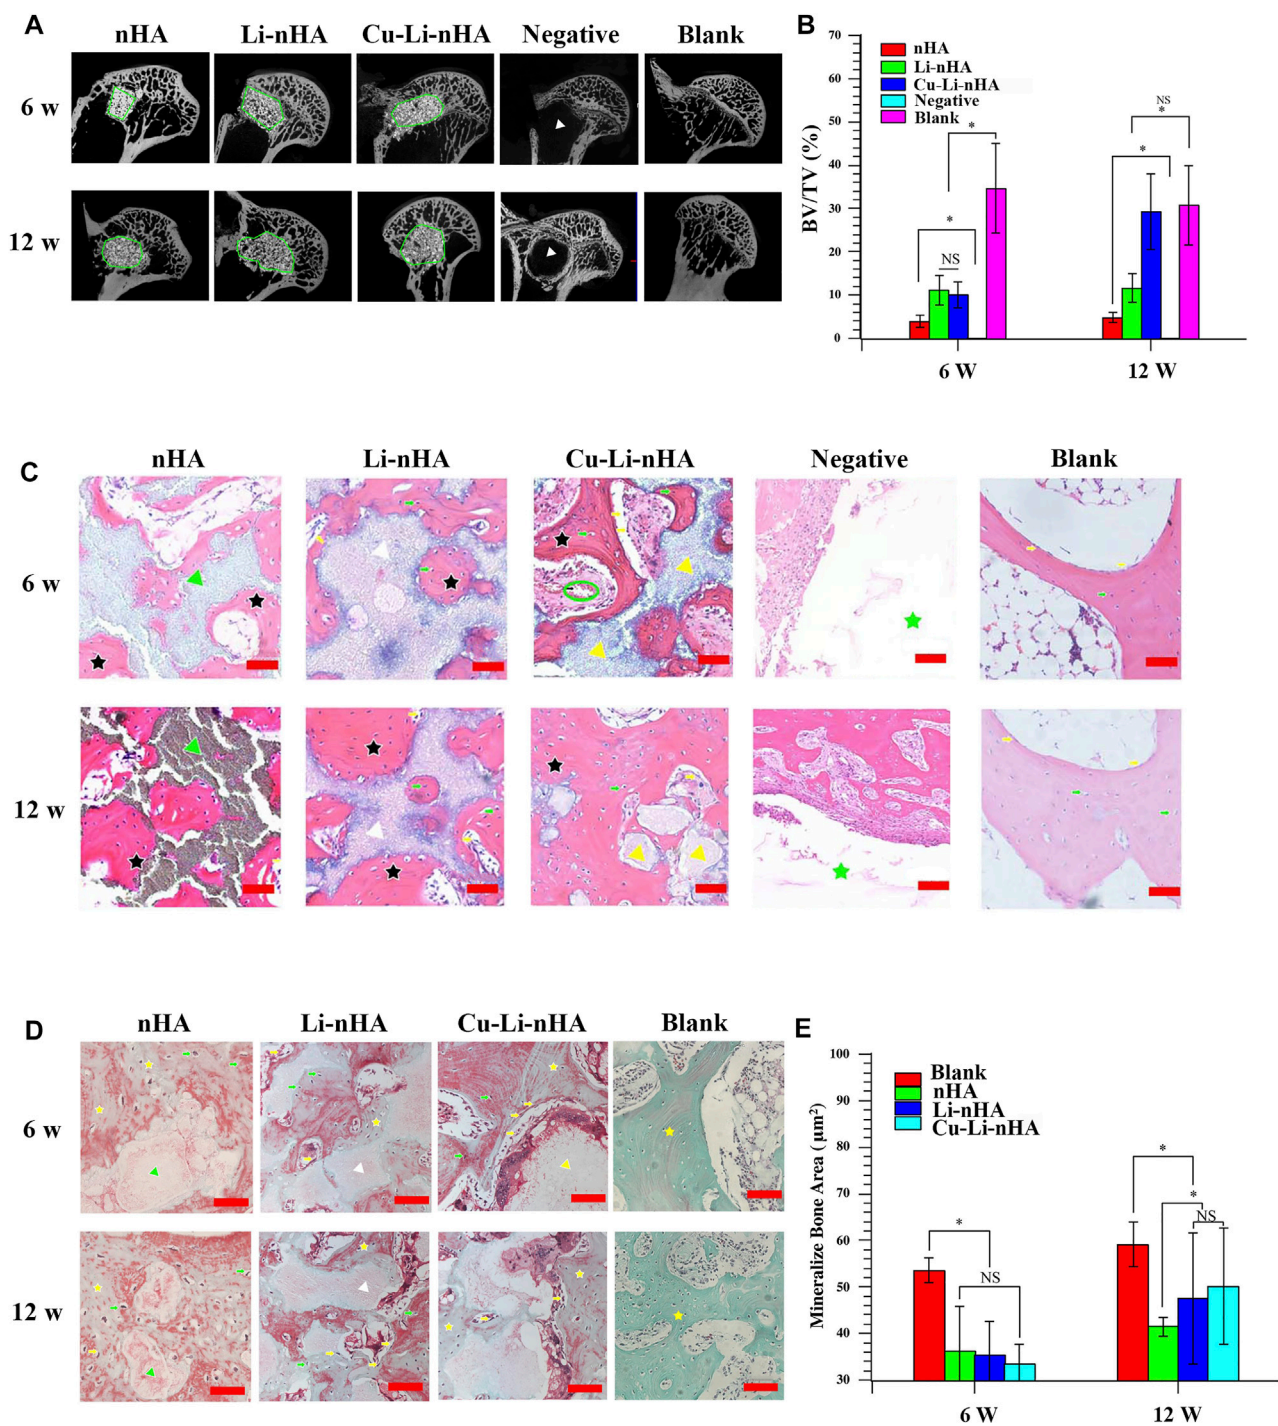 A
nHA Li-nHA Cu-Li-nHA Negative Blank
6 w
12 w
B
70
60
50
40
30
20
10
0
BV/TV (%)
nHA
Li-nHA
Cu-Li-nHA
Negative
Blank
*
*
NS
*
NS
*
6 W 12 W
C
nHA Li-nHA Cu-Li-nHA Negative Blank
6 w
12 w
D
nHA Li-nHA Cu-Li-nHA Blank
6 w
12 w
E
100
90
80
70
60
50
40
30
Mineralize Bone Area (μm²)
Blank
nHA
Li-nHA
Cu-Li-nHA
*
NS
*
*
NS
6 W 12 W